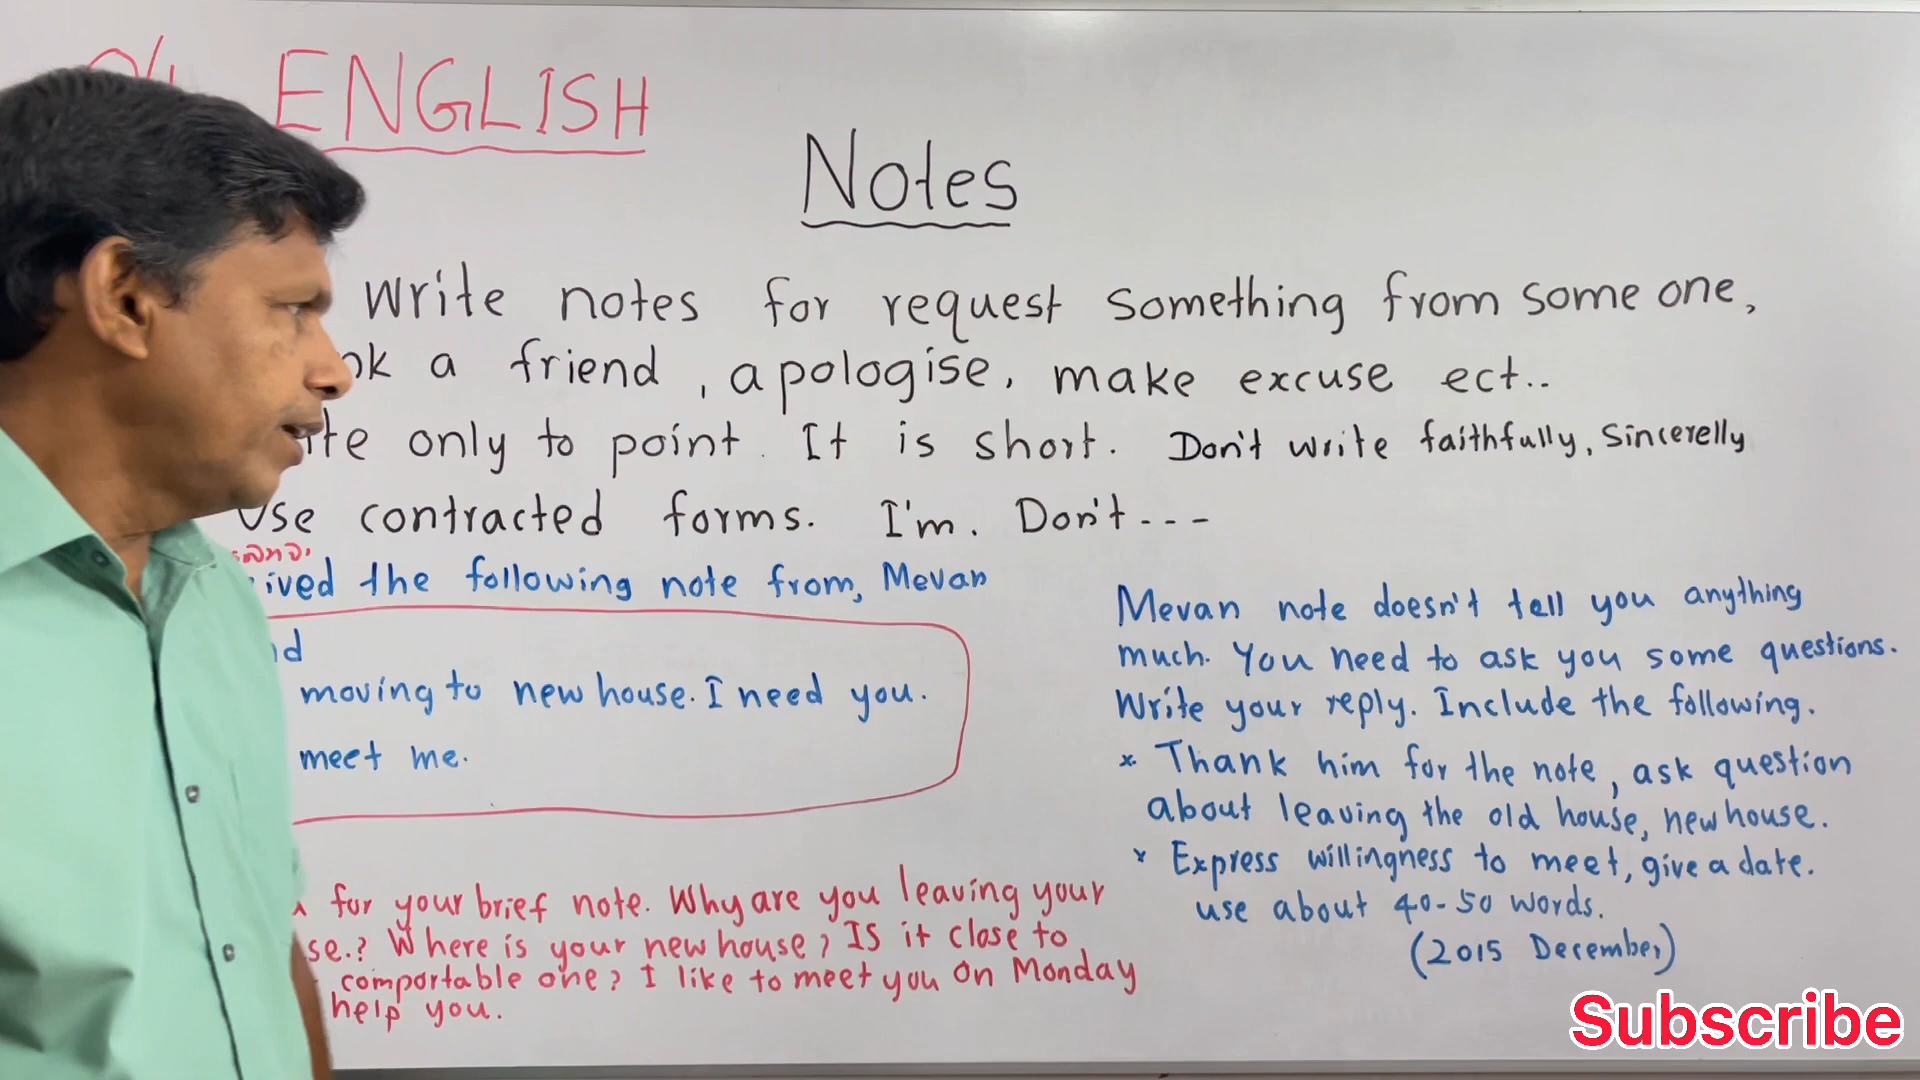 ENGLISH
Notes
write notes for request something from some one,
a friend, apologise, make excuse ect..
only to point. It is short. Don't write faithfully, Sincerelly
Use contracted forms. I'm. Don't ---
the following note from, Mevan
moving to new house. I need you.
meet me.
for your brief note. Why are you leaving your
Where is your new house? IS it close to
comportable one? I like to meet you on Monday
help you.
Mevan note doesn't tell you anything
much. You need to ask you some questions.
Write your reply. Include the following.
* Thank him for the note, ask question
about leaving the old house, new house.
* Express willingness to meet, give a date.
use about 40-50 words.
(2015 December)
Subscribe